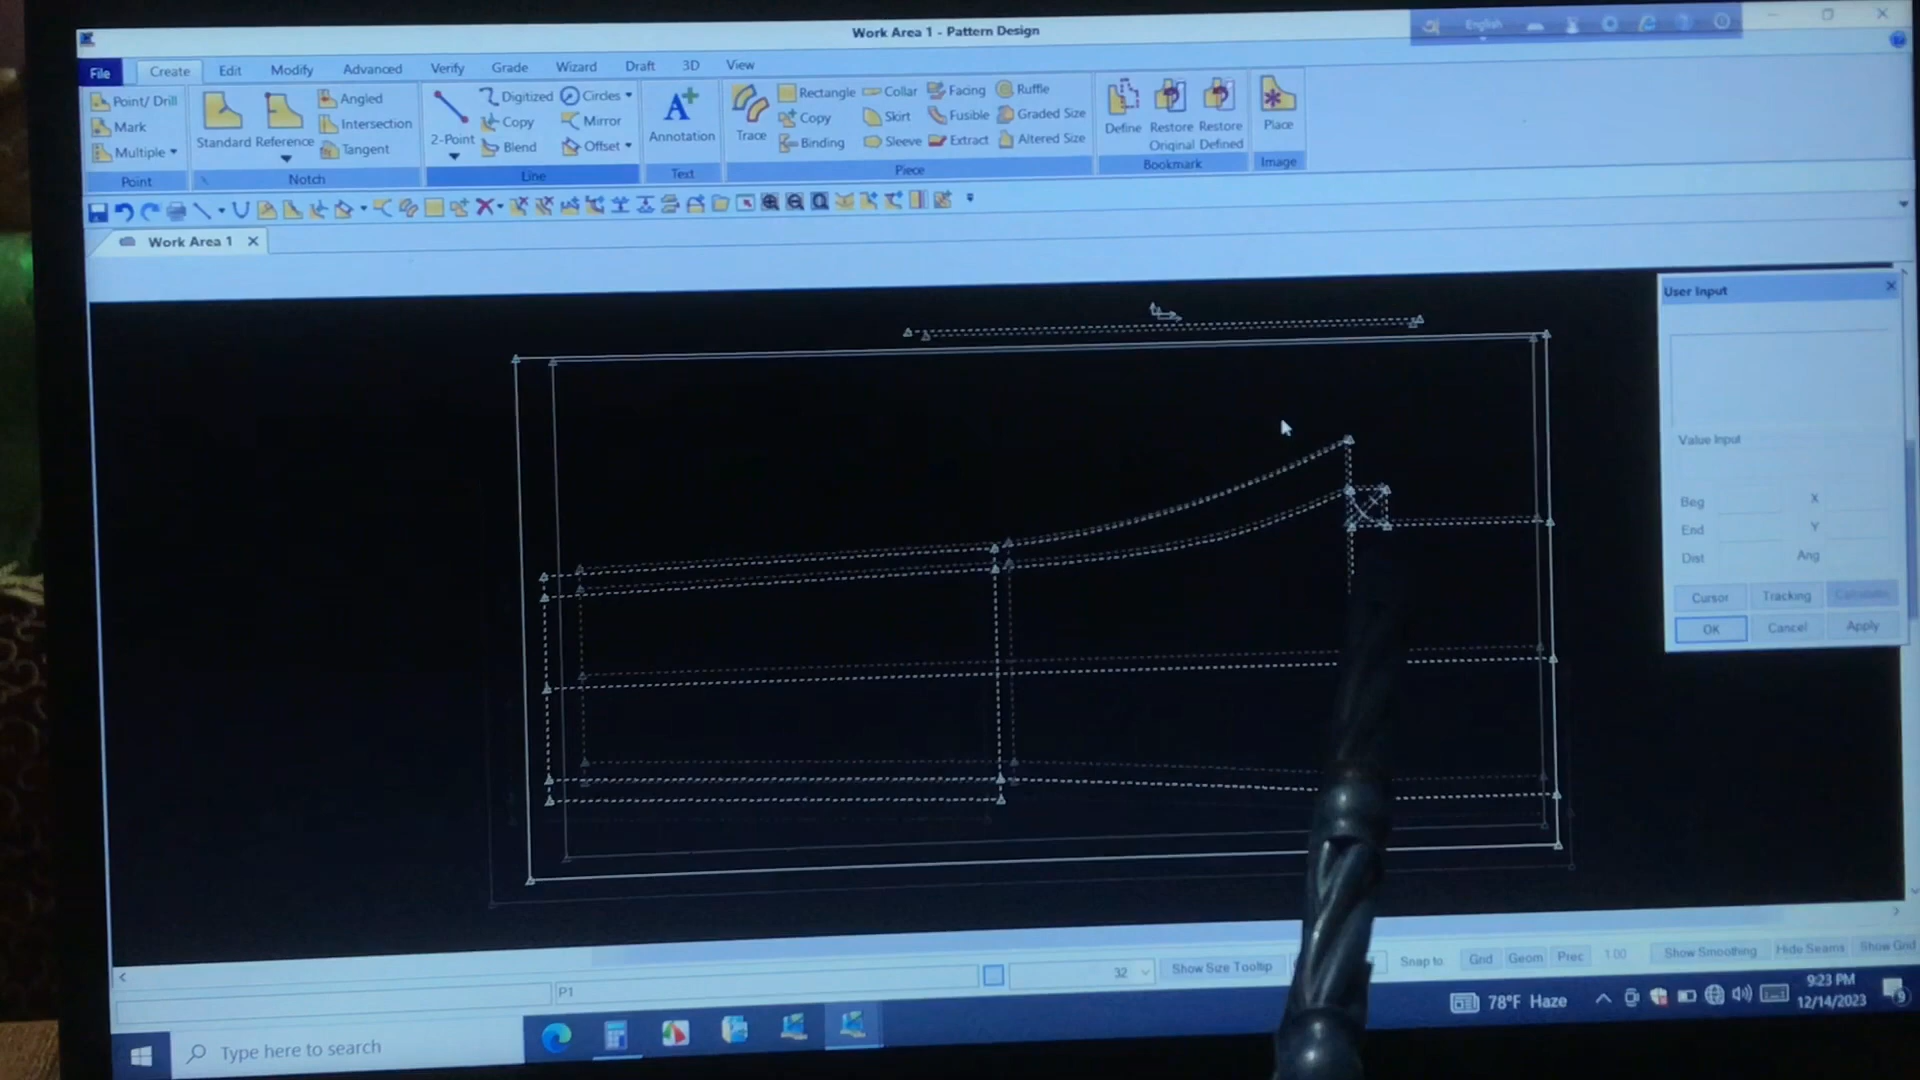 Work Area 1 - Pattern Design
English
File Create Edit Modify Advanced Verify Grade Wizard Draft 3D View
Point/ Drill
Mark
Multiple
Point
Standard Reference
Angled
Intersection
Tangent
Notch
2-Point
Digitized Circles
Copy Mirror
Blend Offset
Line
Annotation
Text
Trace
Rectangle Collar Facing Ruffle
Copy Skirt Fusible Graded Size
Binding Sleeve Extract Altered Size
Piece
Define Restore Restore
Original Defined
Bookmark
Place
Image
Work Area 1
User Input
Value Input
Beg X
End Y
Dist Ang
Cursor Tracking
OK Cancel Apply
32 Show Size Tooltip Snap to Grid Geom Prec 1.00 Show Smoothing Hide Seams Show Grid
P1
Type here to search
78°F Haze
9:23 PM
12/14/2023
9